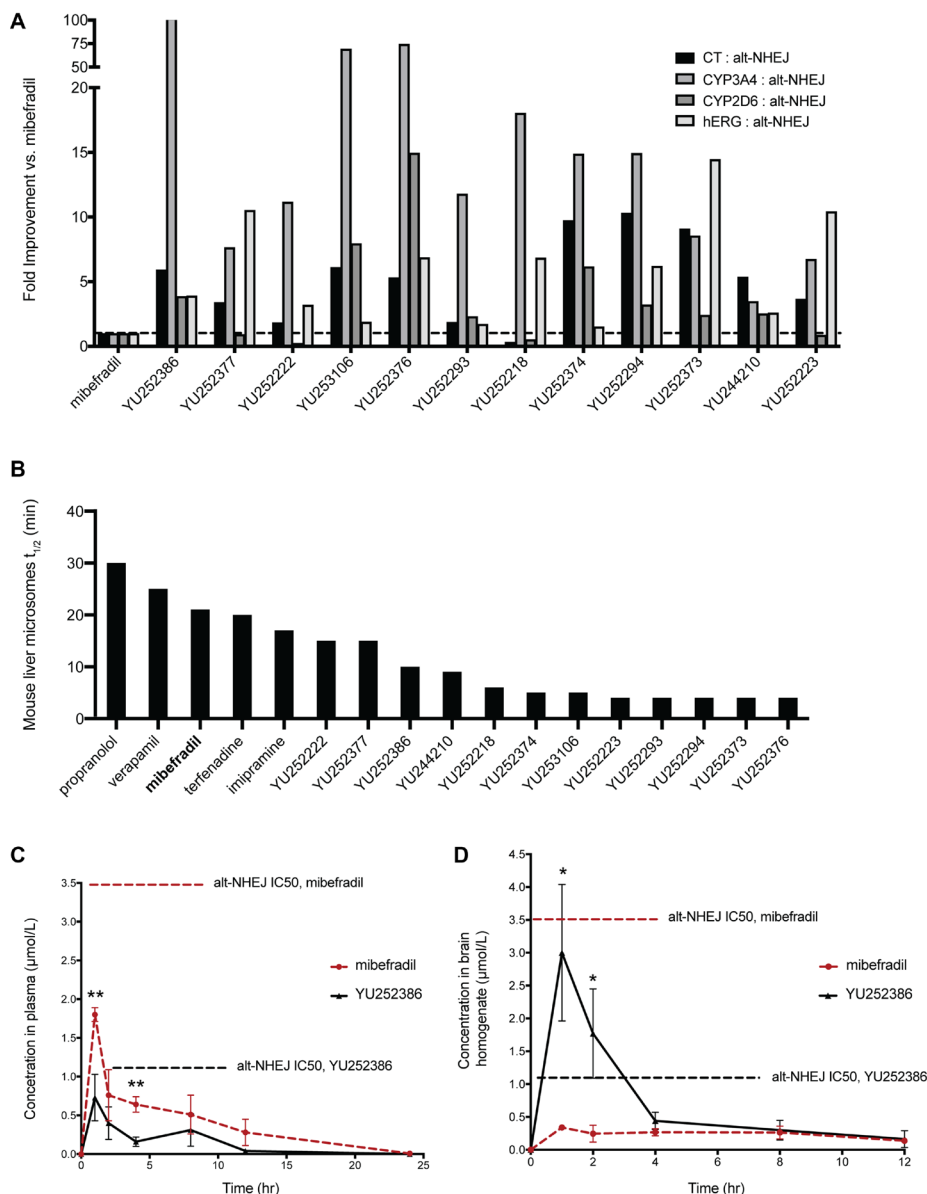 A
Fold Improvement vs. mibefradil
100
75
50
20
15
10
5
0
CT : alt-NHEJ
CYP3A4 : alt-NHEJ
CYP2D6 : alt-NHEJ
hERG : alt-NHEJ
mibefradil
YU252386
YU252377
YU252222
YU253106
YU252376
YU252293
YU252218
YU252374
YU252294
YU252373
YU244210
YU252223
B
Mouse liver microsomes t1/2 (min)
40
30
20
10
0
propranolol
verapamil
mibefradil
terfenadine
imipramine
YU252222
YU252377
YU252386
YU244210
YU252218
YU252374
YU253106
YU252223
YU252293
YU252294
YU252373
YU252376
C
Concetration in plasma (μmol/L)
3.5
3.0
2.5
2.0
1.5
1.0
0.5
0.0
alt-NHEJ IC50, mibefradil
mibefradil
YU252386
**
alt-NHEJ IC50, YU252386
**
0
5
10
15
20
25
Time (hr)
D
Concentration in brain
homogenate (μmol/L)
4.5
4.0
3.5
3.0
2.5
2.0
1.5
1.0
0.5
0.0
*
alt-NHEJ IC50, mibefradil
mibefradil
YU252386
*
alt-NHEJ IC50, YU252386
0
2
4
6
8
10
12
Time (hr)